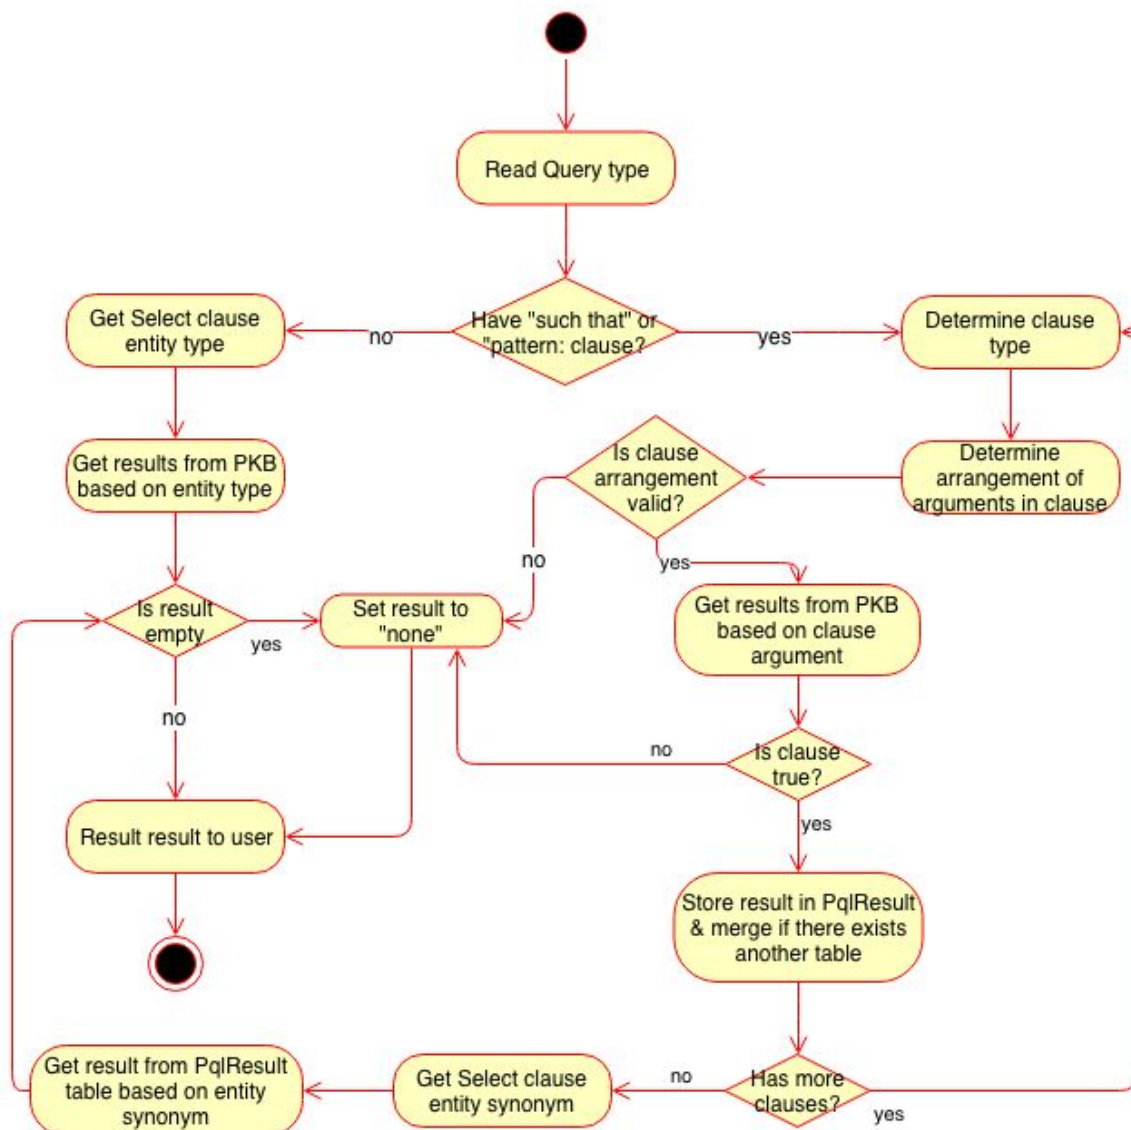 Read Query type
Have "such that" or
"pattern: clause?
no
yes
Get Select clause
entity type
Determine clause
type
Get results from PKB
based on entity type
Is clause
arrangement
valid?
Determine
arrangement of
arguments in clause
no
yes
Is result
empty
yes
Set result to
"none"
Get results from PKB
based on clause
argument
no
no
Is clause
true?
yes
Result result to user
Store result in PqlResult
& merge if there exists
another table
Get result from PqlResult
table based on entity
synonym
Get Select clause
entity synonym
no
Has more
clauses?
yes